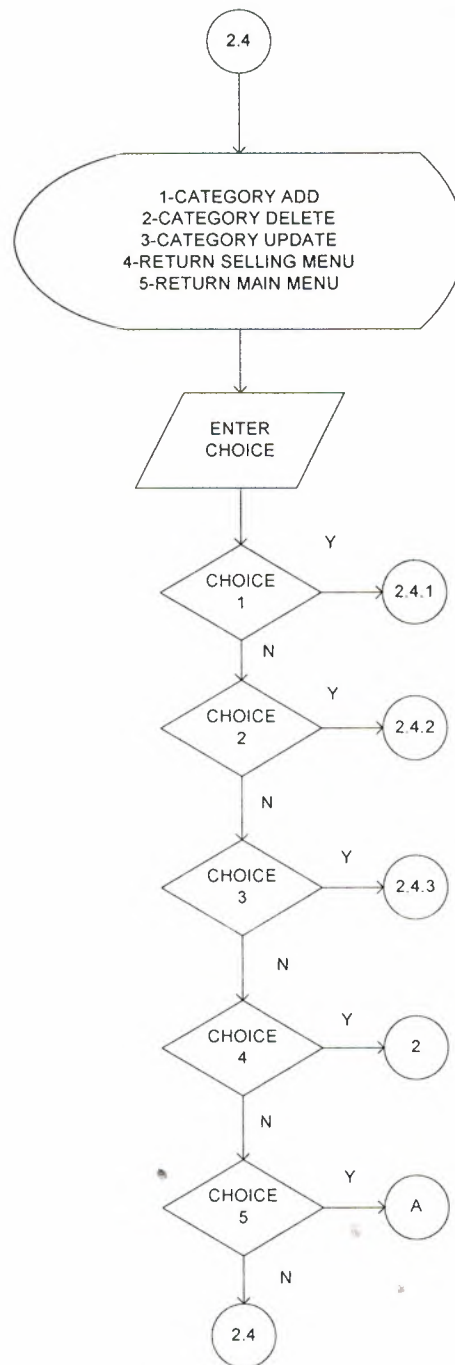 2.4
1-CATEGORY ADD
2-CATEGORY DELETE
3-CATEGORY UPDATE
4-RETURN SELLING MENU
5-RETURN MAIN MENU
ENTER
CHOICE
Y
CHOICE
1
2.4.1
N
Y
CHOICE
2
2.4.2
N
Y
CHOICE
3
2.4.3
N
Y
CHOICE
4
2
N
Y
CHOICE
5
A
N
2.4